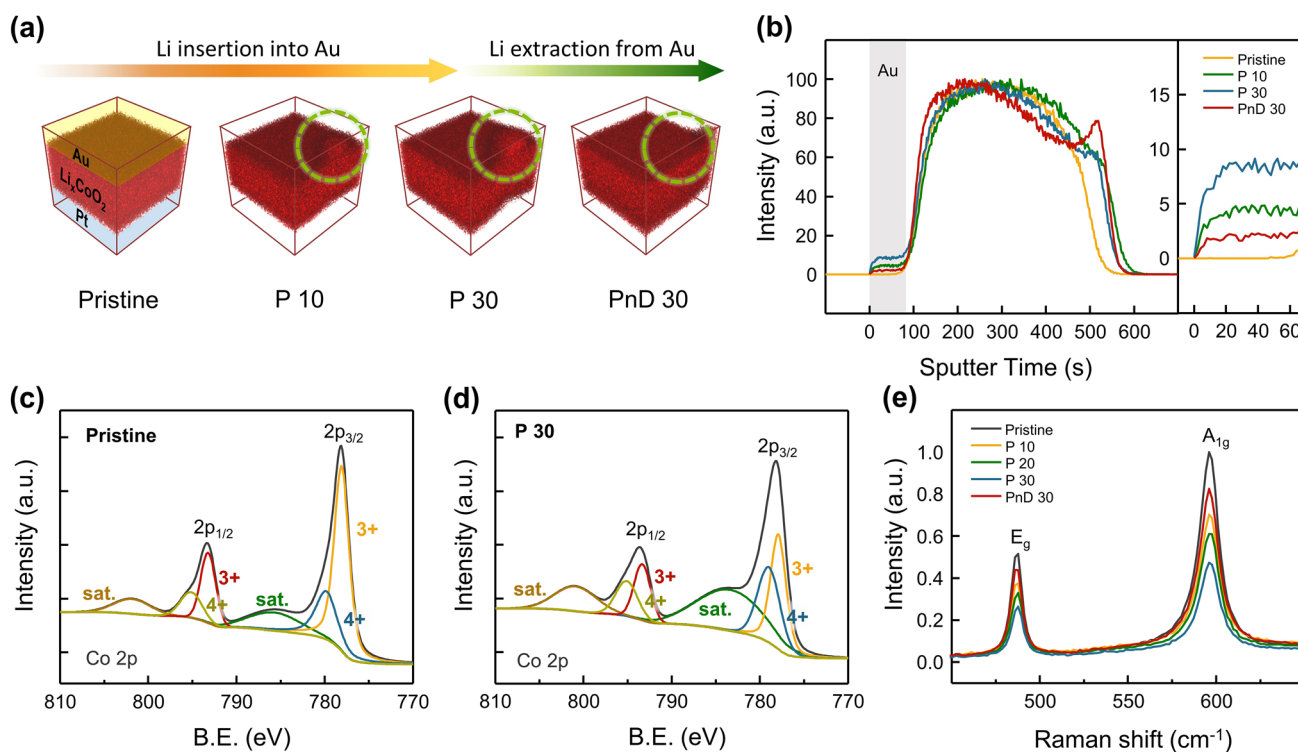 (a)
Li insertion into Au
Li extraction from Au
Au
LiₓCoO₂
Pt
Pristine
P 10
P 30
PnD 30
(b)
Au
Pristine
P 10
P 30
PnD 30
100
80
60
40
20
0
15
10
5
0
0 100 200 300 400 500 600
0 20 40 60
Intensity (a.u.)
Sputter Time (s)
(c)
Pristine
2p₃/₂
2p₁/₂
3+
3+
4+
4+
sat.
sat.
Co 2p
810 800 790 780 770
Intensity (a.u.)
B.E. (eV)
(d)
P 30
2p₃/₂
2p₁/₂
3+
3+
4+
4+
sat.
sat.
Co 2p
810 800 790 780 770
Intensity (a.u.)
B.E. (eV)
(e)
Pristine
P 10
P 20
P 30
PnD 30
E_g
A₁g
1.0
0.8
0.6
0.4
0.2
0.0
500 550 600
Intensity (a.u.)
Raman shift (cm⁻¹)